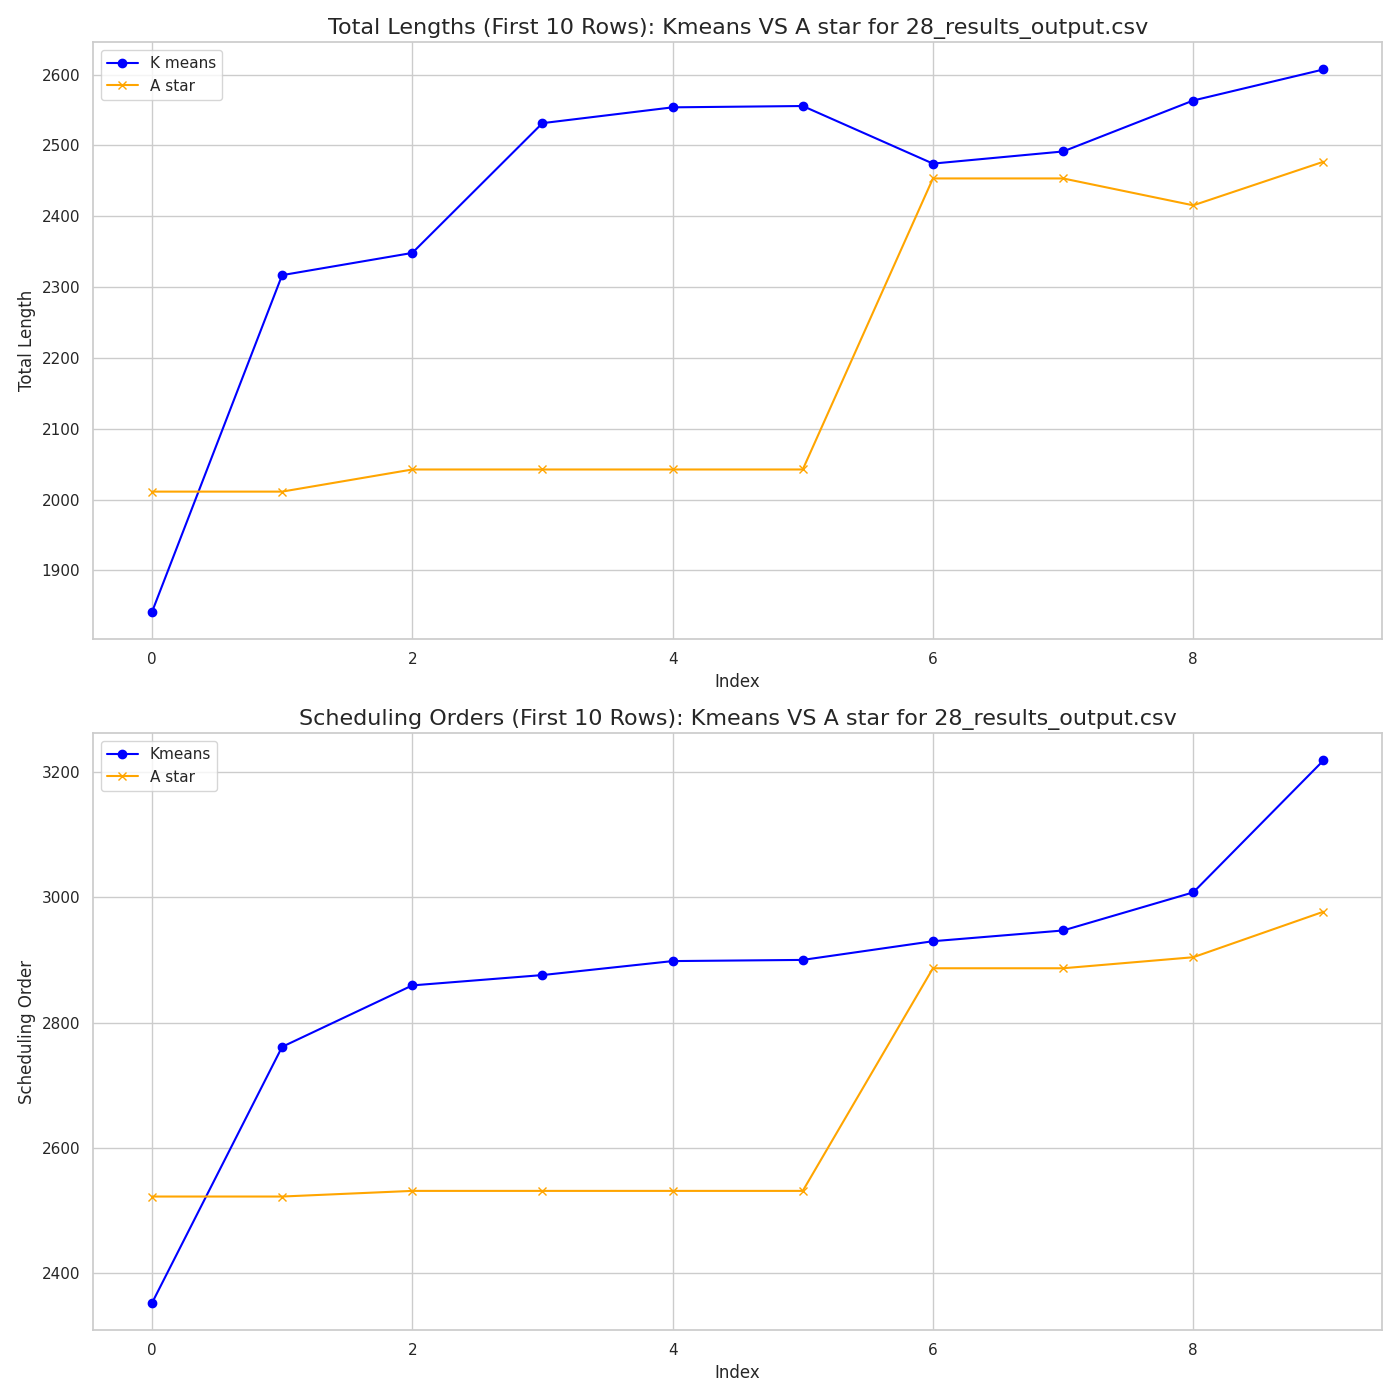 Total Lengths (First 10 Rows): Kmeans VS A star for 28_results_output.csv
K means
A star
2600
2500
2400
2300
2200
2100
2000
1900
Total Length
0 2 4 6 8
Index
Scheduling Orders (First 10 Rows): Kmeans VS A star for 28_results_output.csv
Kmeans
A star
3200
3000
2800
2600
2400
Scheduling Order
0 2 4 6 8
Index